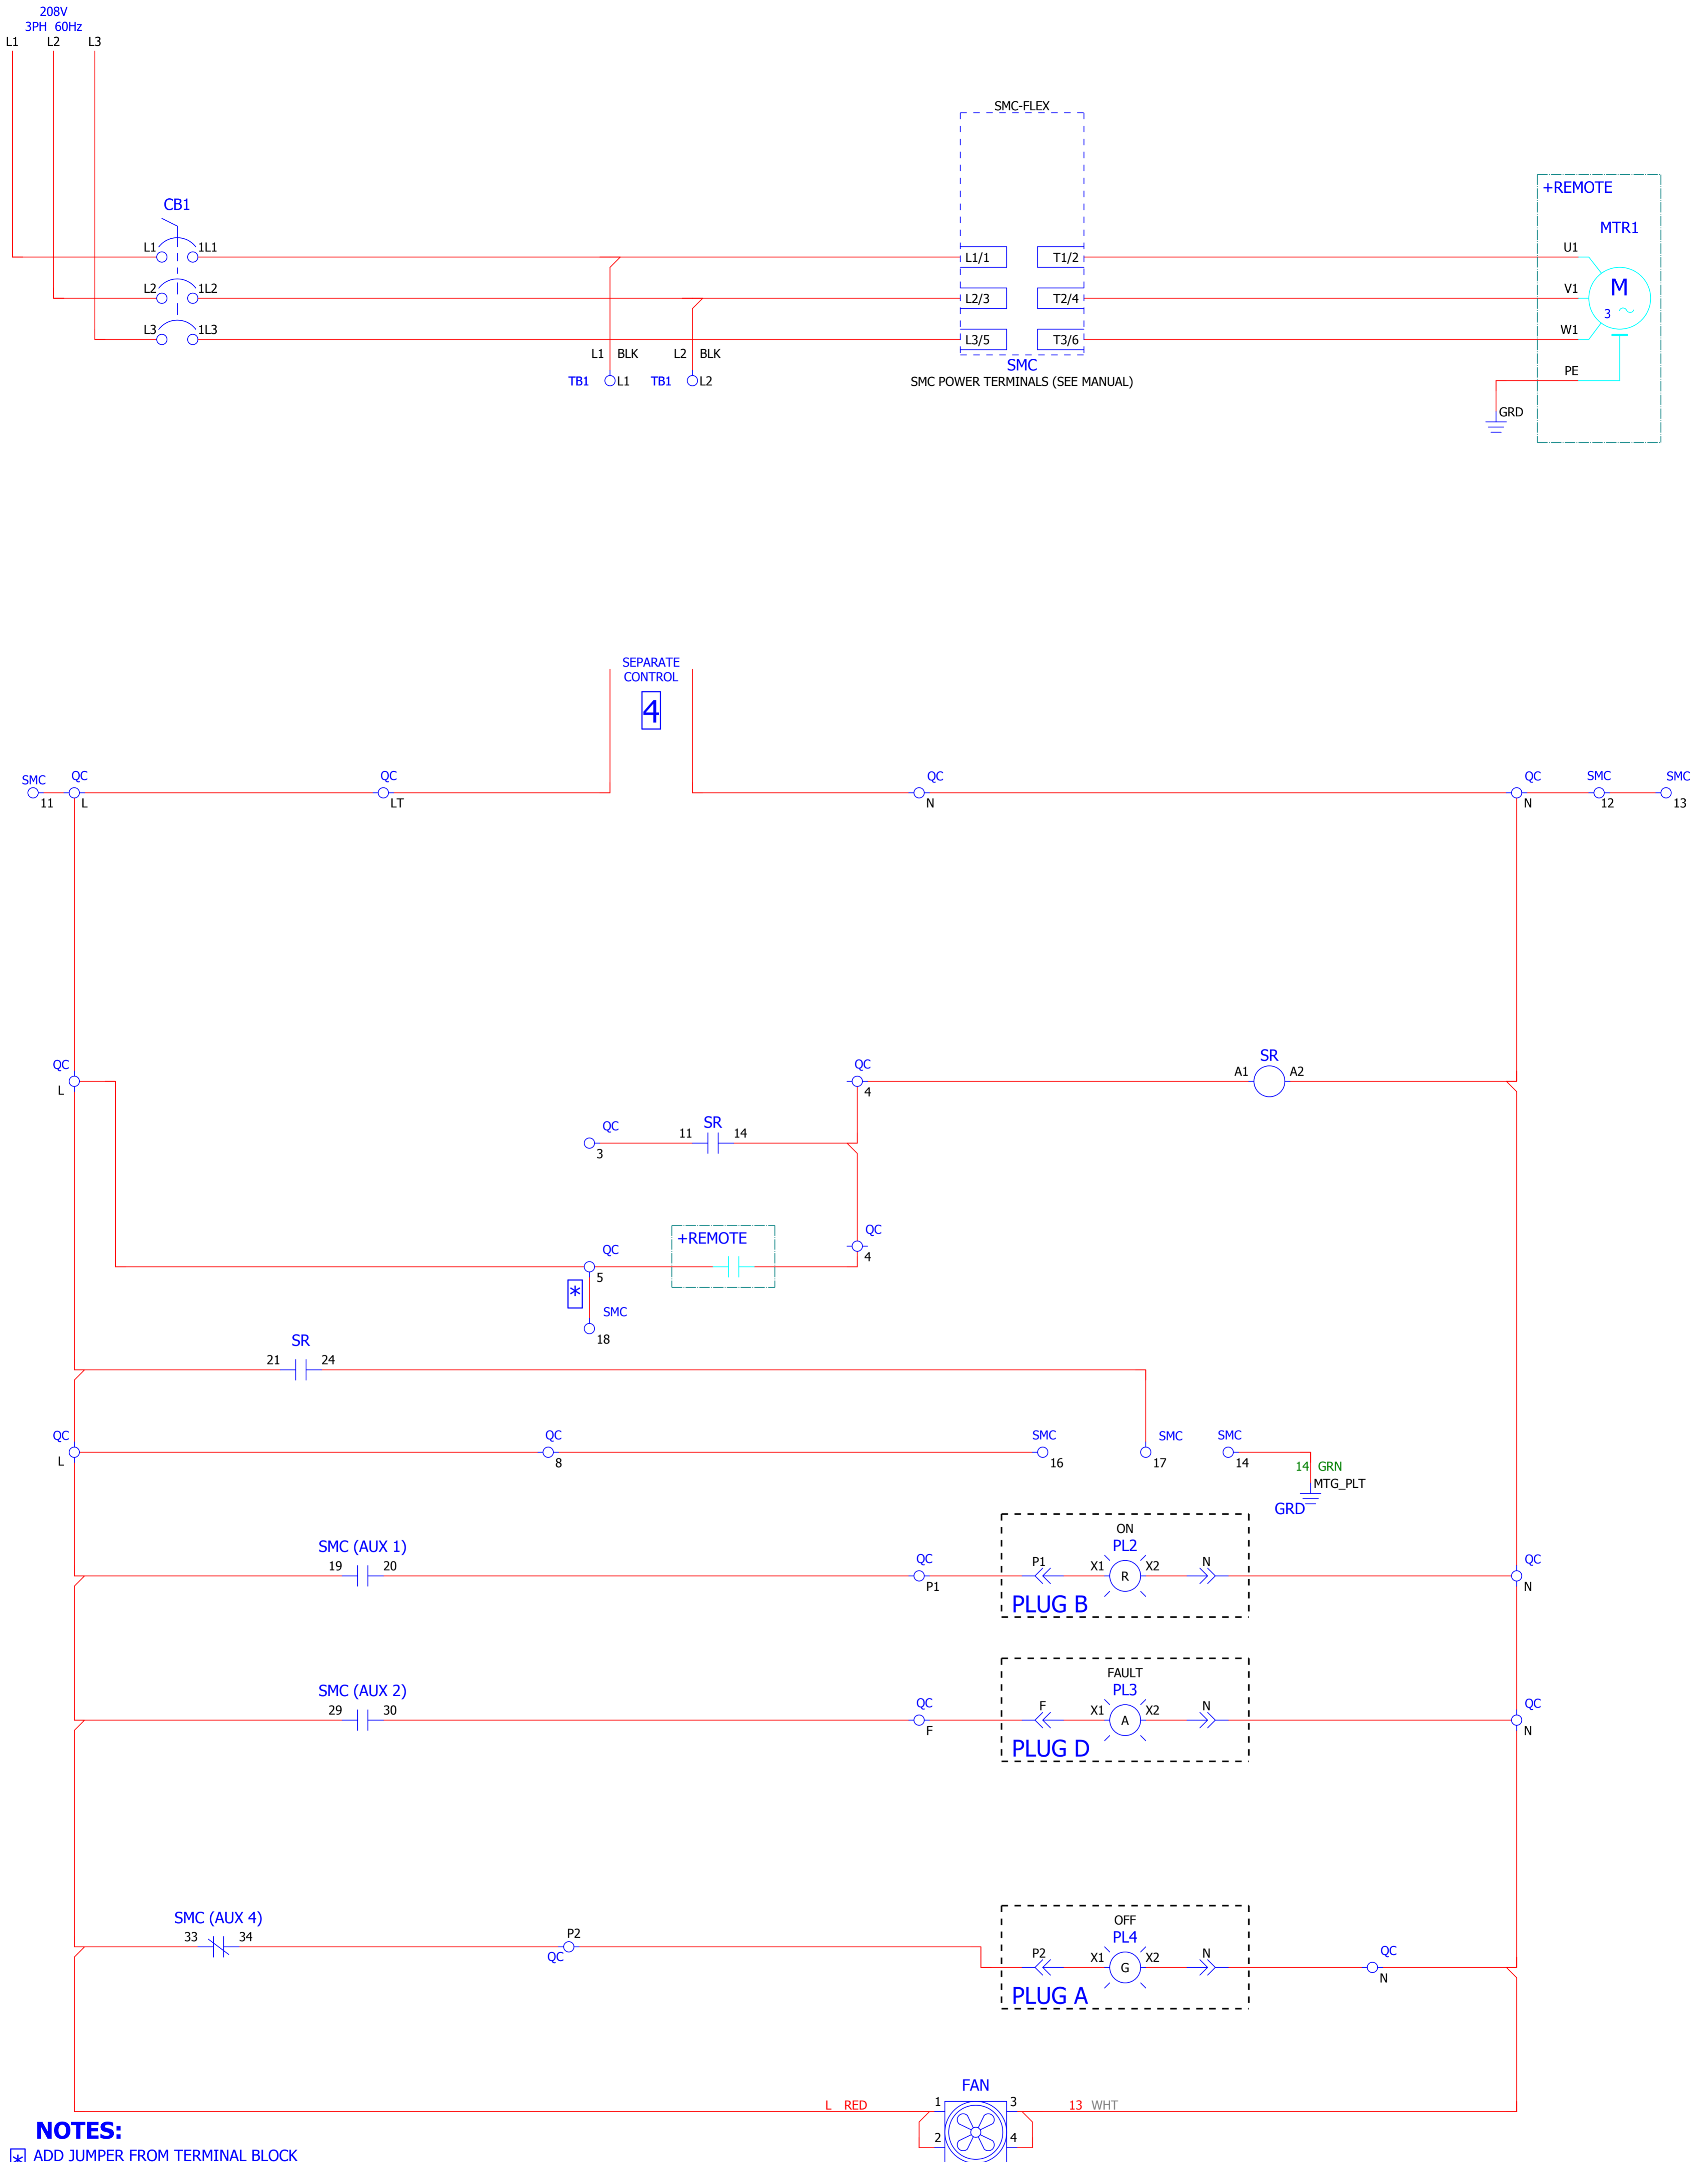 208V
3PH 60Hz
L1 L2 L3
SMC-FLEX
+REMOTE
CB1
MTR1
L1 1L1 L1/1 T1/2 U1
L2 1L2 L2/3 T2/4 V1
M
3
L3 1L3 L3/5 T3/6 W1
L1 BLK L2 BLK
SMC
PE
TB1 L1 TB1 L2
SMC POWER TERMINALS (SEE MANUAL)
GRD
SEPARATE
CONTROL
4
SMC QC QC QC QC SMC SMC
11 L LT N N 12 13
QC QC SR
L 4 A1 A2
QC SR
3 11 14
QC +REMOTE QC
5 4
*
SMC
18
SR
21 24
QC QC SMC SMC SMC
L 8 16 17 14
14 GRN
MTG_PLT
GRD
ON
SMC (AUX 1) PL2
19 20 QC P1 X1 R X2 N QC
P1 N
PLUG B
FAULT
SMC (AUX 2) PL3
29 30 QC F X1 A X2 N QC
F N
PLUG D
OFF
SMC (AUX 4) PL4
33 34 P2 P2 X1 G X2 N QC
QC N
PLUG A
FAN
L RED 1 3 13 WHT
NOTES:
2 4
* ADD JUMPER FROM TERMINAL BLOCK